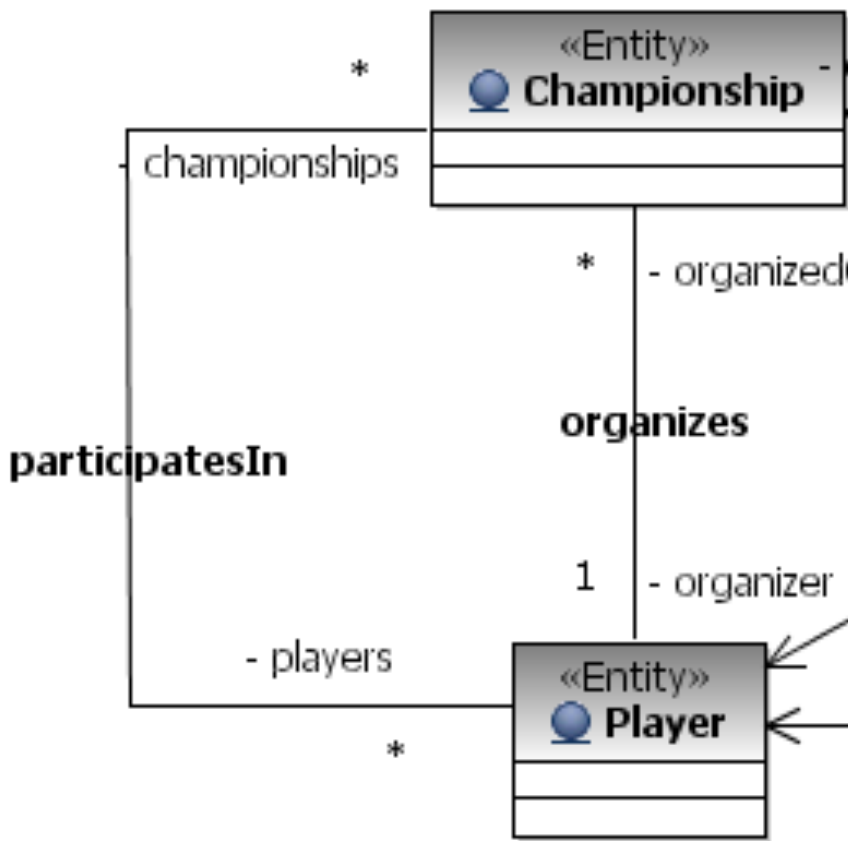 «Entity»
Championship
*
- championships
*
- organized
organizes
participatesIn
1
- organizer
- players
*
«Entity»
Player